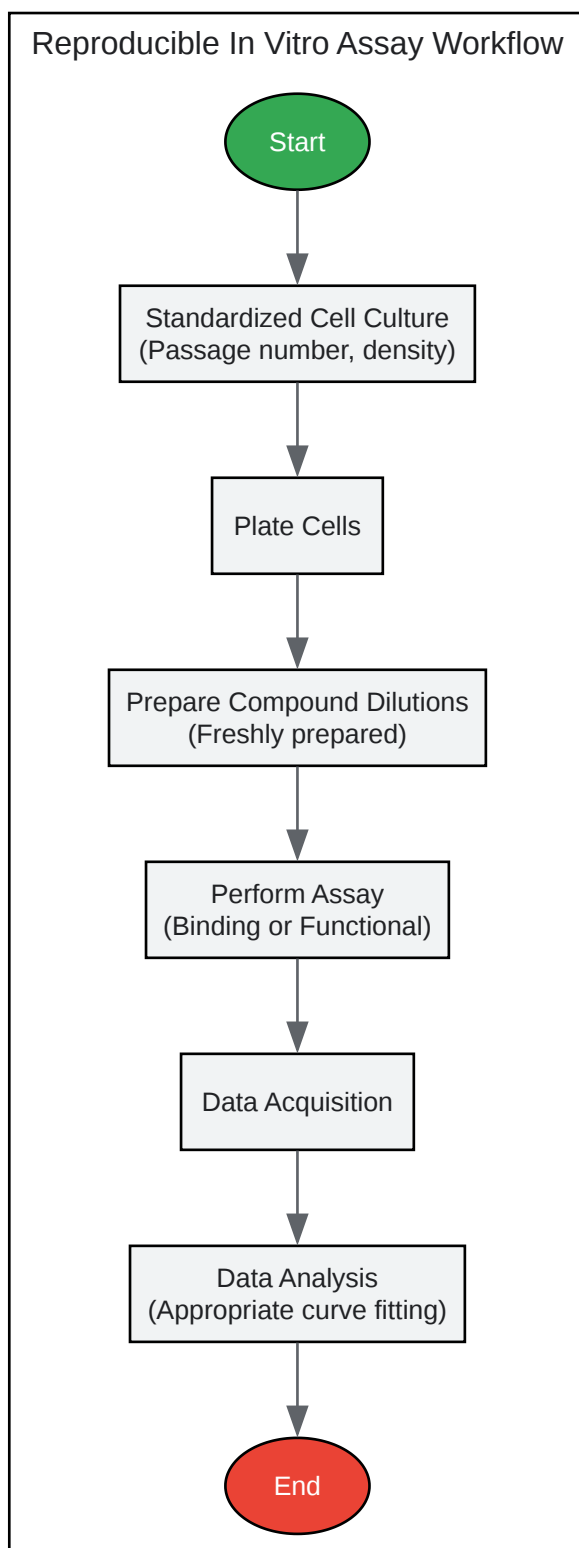 Reproducible In Vitro Assay Workflow
Start
Standardized Cell Culture
(Passage number, density)
Plate Cells
Prepare Compound Dilutions
(Freshly prepared)
Perform Assay
(Binding or Functional)
Data Acquisition
Data Analysis
(Appropriate curve fitting)
End